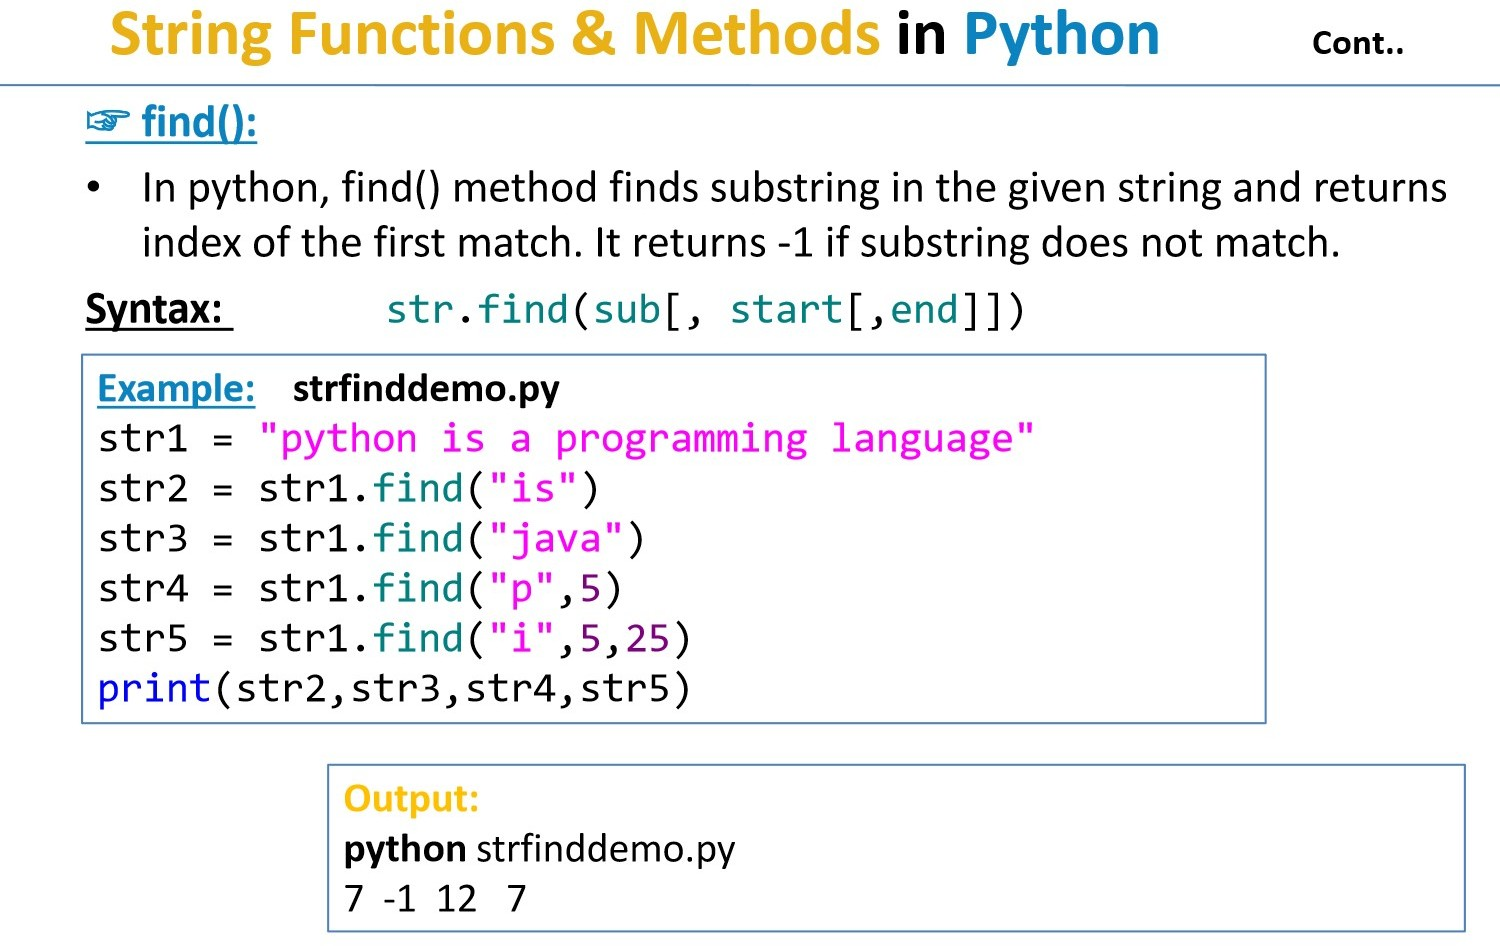 String Functions & Methods in Python Cont..
☞ find():
• In python, find() method finds substring in the given string and returns
index of the first match. It returns -1 if substring does not match.
Syntax: str.find(sub[, start[,end]])
Example: strfinddemo.py
str1 = "python is a programming language"
str2 = str1.find("is")
str3 = str1.find("java")
str4 = str1.find("p",5)
str5 = str1.find("i",5,25)
print(str2,str3,str4,str5)
Output:
python strfinddemo.py
7 -1 12 7